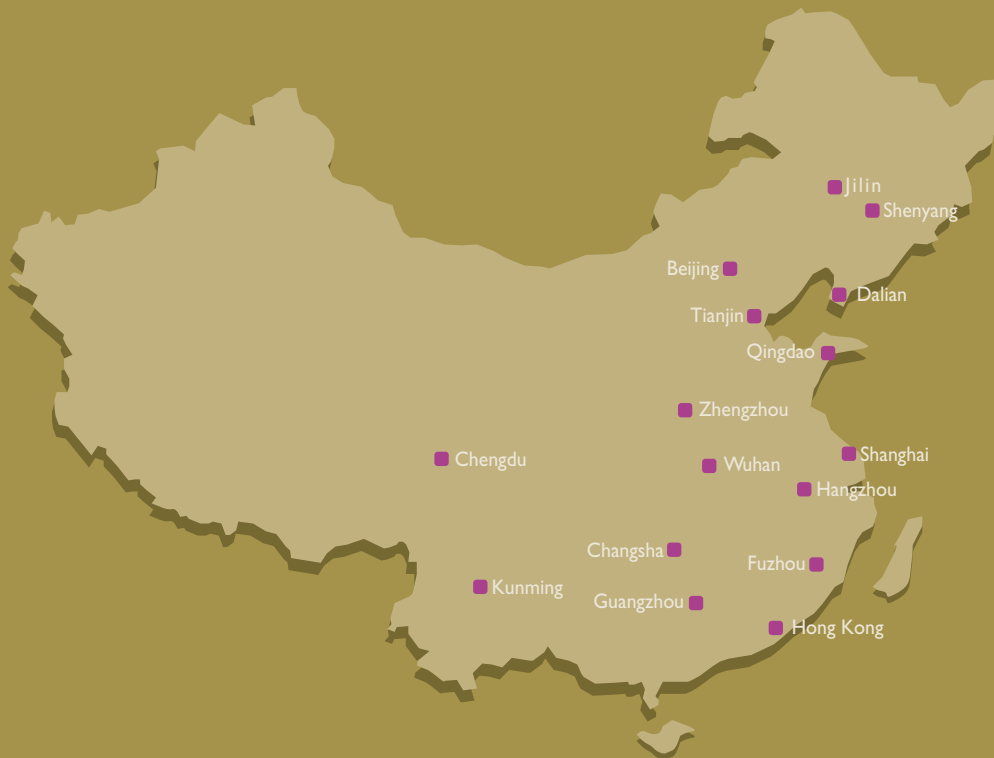 Jilin
Shenyang
Beijing
Dalian
Tianjin
Qingdao
Zhengzhou
Shanghai
Chengdu
Wuhan
Hangzhou
Changsha
Fuzhou
Kunming
Guangzhou
Hong Kong